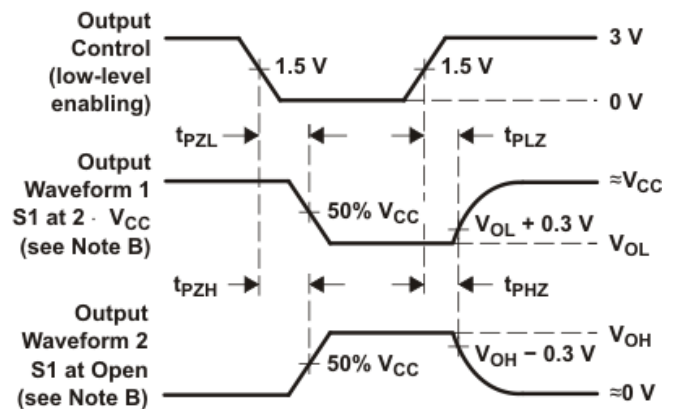 Output
Control
(low-level
enabling)
3 V
1.5 V
1.5 V
0 V
tPZL
tPLZ
Output
Waveform 1
S1 at 2 · VCC
(see Note B)
≈VCC
50% VCC
VOL + 0.3 V
VOL
tPZH
tPHZ
Output
Waveform 2
S1 at Open
(see Note B)
VOH
50% VCC
VOH − 0.3 V
≈0 V